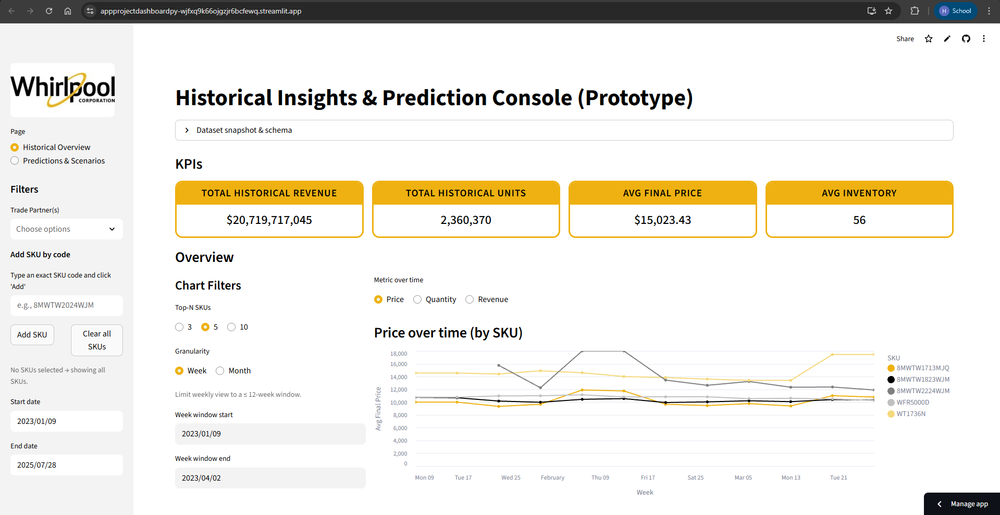 appprojectdashboardpy-wjfxq9k66ojgzjr6bcfewq.streamlit.app
H School
Share
Whirlpool
CORPORATION
Page
Historical Overview
Predictions & Scenarios
Filters
Trade Partner(s)
Choose options
Add SKU by code
Type an exact SKU code and click
'Add'
e.g., 8MWTW2024WJM
Add SKU
Clear all
SKUs
No SKUs selected → showing all
SKUs.
Start date
2023/01/09
End date
2025/07/28
Historical Insights & Prediction Console (Prototype)
Dataset snapshot & schema
KPIs
TOTAL HISTORICAL REVENUE
$20,719,717,045
TOTAL HISTORICAL UNITS
2,360,370
AVG FINAL PRICE
$15,023.43
AVG INVENTORY
56
Overview
Chart Filters
Top-N SKUs
3 5 10
Granularity
Week Month
Limit weekly view to a ≤ 12-week window.
Week window start
2023/01/09
Week window end
2023/04/02
Metric over time
Price Quantity Revenue
Price over time (by SKU)
Avg Final Price
18,000
16,000
14,000
12,000
10,000
8,000
6,000
4,000
2,000
0
Mon 09 Tue 17 Wed 25 February Thu 09 Fri 17 Sat 25 Mar 05 Mon 13 Tue 21
Week
SKU
8MWTW1713MJQ
8MWTW1823WJM
8MWTW2224WJM
WFR5000D
WT1736N
Manage app